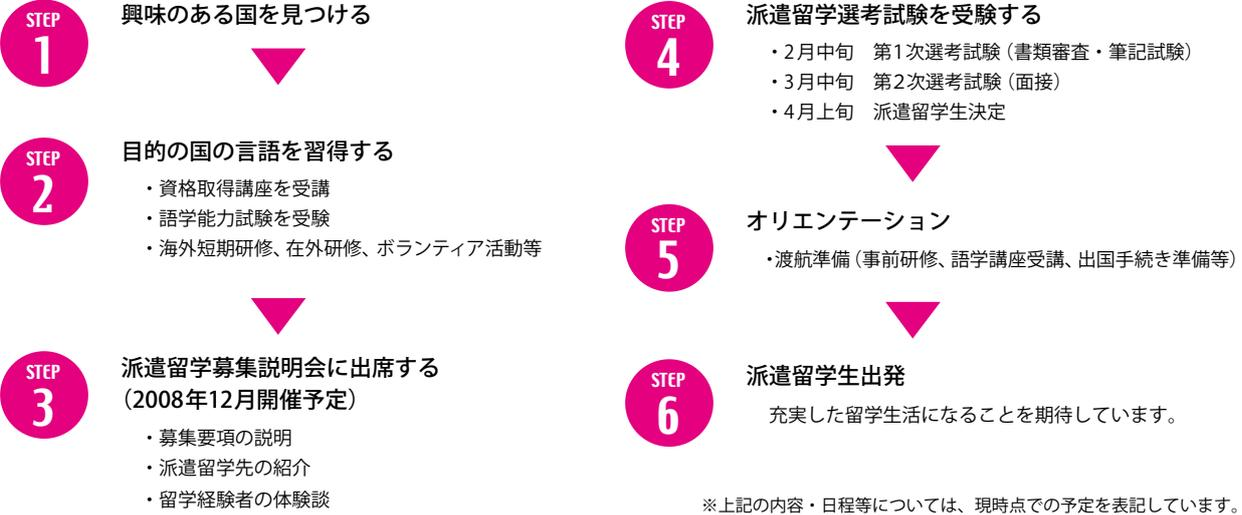 STEP
1
興味のある国を見つける
STEP
2
目的の国の言語を習得する
・資格取得講座を受講
・語学能力試験を受験
・海外短期研修、在外研修、ボランティア活動等
STEP
3
派遣留学募集説明会に出席する
（2008年12月開催予定）
・募集要項の説明
・派遣留学先の紹介
・留学経験者の体験談
STEP
4
派遣留学選考試験を受験する
・2月中旬　第1次選考試験（書類審査・筆記試験）
・3月中旬　第2次選考試験（面接）
・4月上旬　派遣留学生決定
STEP
5
オリエンテーション
・渡航準備（事前研修、語学講座受講、出国手続き準備等）
STEP
6
派遣留学生出発
充実した留学生活になることを期待しています。
※上記の内容・日程等については、現時点での予定を表記しています。